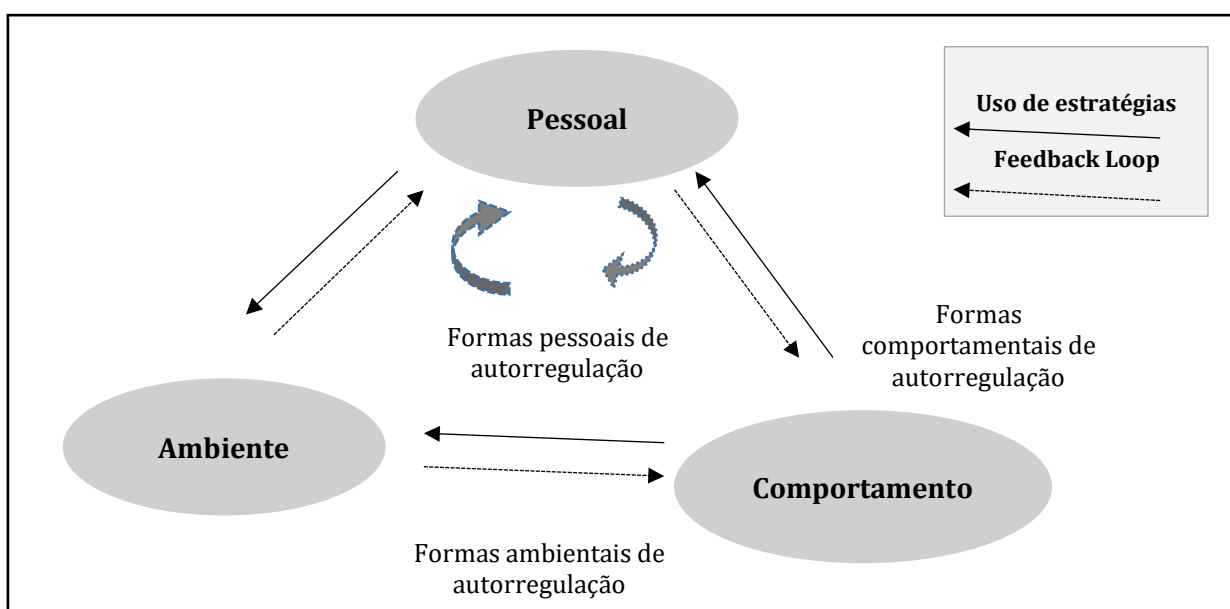 Pessoal
Uso de estratégias
Feedback Loop
Formas pessoais de
autorregulação
Formas
comportamentais de
autorregulação
Ambiente
Comportamento
Formas ambientais de
autorregulação